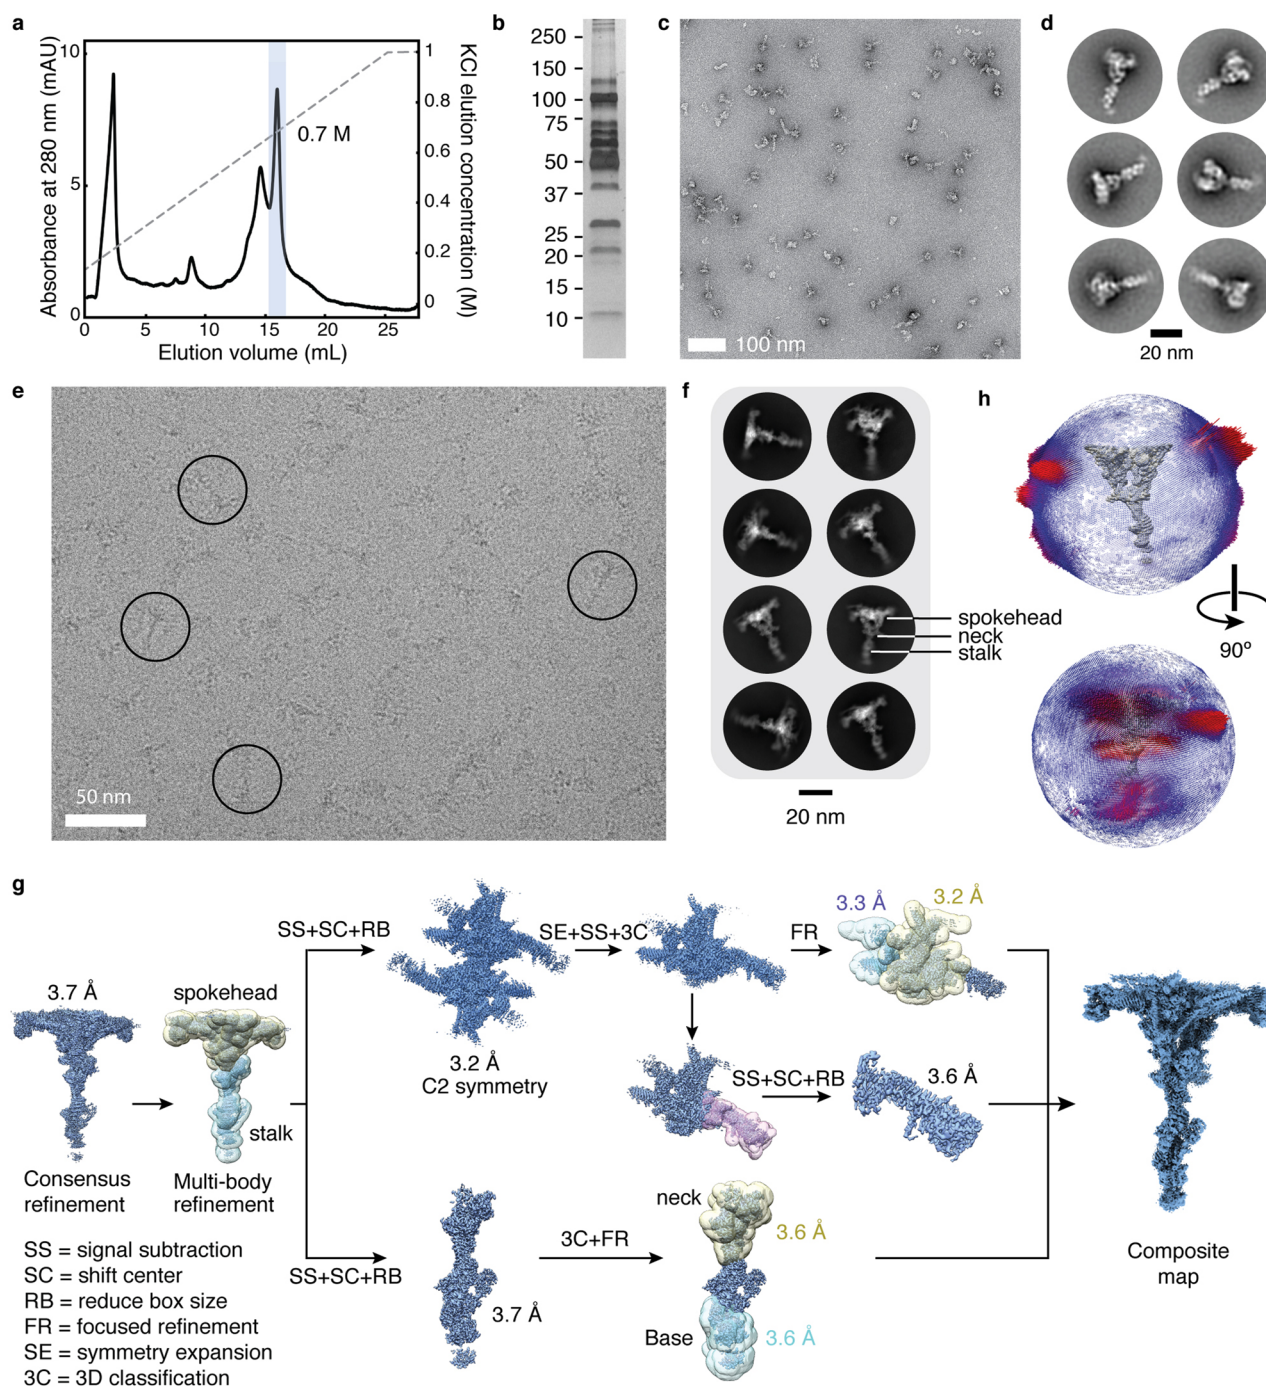 a
Absorbance at 280 nm (mAU)
10
5
0
0
5
10
15
20
25
Elution volume (mL)
0.7 M
1
0.8
0.6
0.4
0.2
0
KCl elution concentration (M)
b
250
150
100
75
50
37
25
20
15
10
c
100 nm
d
20 nm
e
50 nm
f
spokehead
neck
stalk
20 nm
h
90º
g
3.7 Å
Consensus
refinement
spokehead
stalk
Multi-body
refinement
SS+SC+RB
3.2 Å
C2 symmetry
SE+SS+3C
FR
3.3 Å
3.2 Å
SS+SC+RB
3.6 Å
SS+SC+RB
3.7 Å
3C+FR
neck
3.6 Å
Base
3.6 Å
Composite
map
SS = signal subtraction
SC = shift center
RB = reduce box size
FR = focused refinement
SE = symmetry expansion
3C = 3D classification